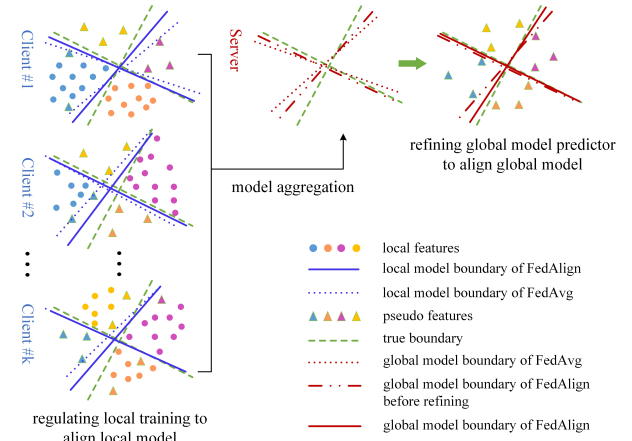 Client #1
Server
refining global model predictor
to align global model
Client #2
model aggregation
Client #k
local features
local model boundary of FedAlign
local model boundary of FedAvg
pseudo features
true boundary
global model boundary of FedAvg
global model boundary of FedAlign
before refining
global model boundary of FedAlign
regulating local training to
align local model